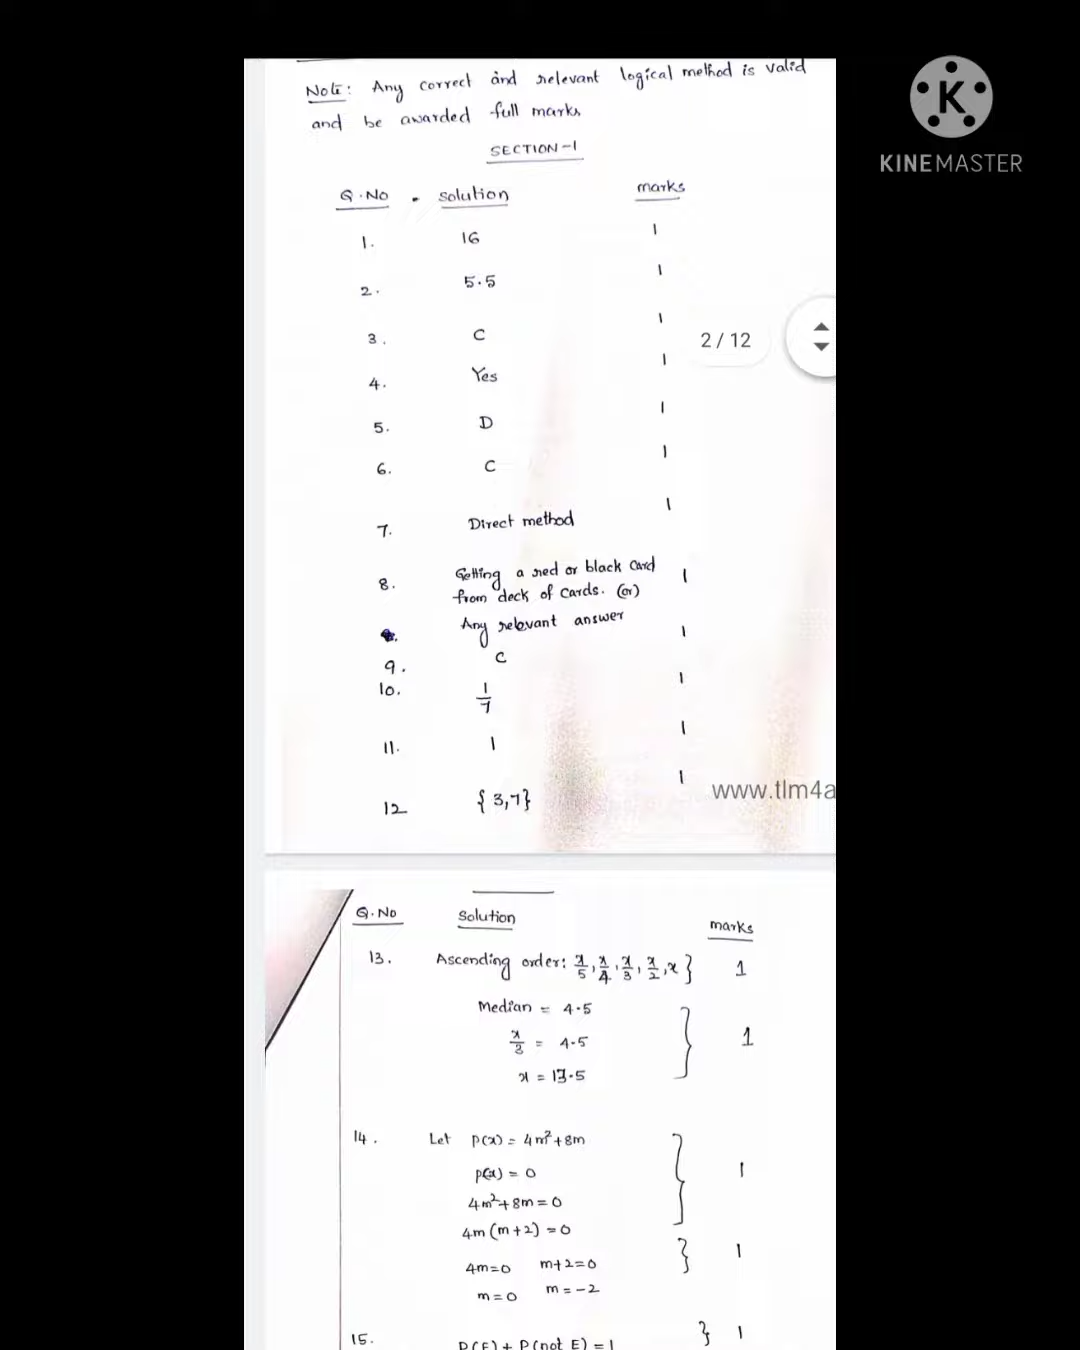 Note: Any correct and relevant logical method is valid
and be awarded full marks
KINEMASTER
SECTION-1
Q.No solution marks
1. 16 1
2. 5.5 1
3. C 1
2 / 12
4. Yes 1
5. D 1
6. C 1
7. Direct method 1
8. Getting a red or black card 1
from deck of cards. (or)
Any relevant answer
9. C 1
10. 1/7 1
11. 1 1
12 {3,7} 1
www.tlm4a
Q.No Solution marks
13. Ascending order: x/5, x/4, x/3, x/2, x } 1
Median = 4.5
x/3 = 4.5 } 1
x = 13.5
14. Let p(x) = 4m²+8m
p(x) = 0 } 1
4m²+8m=0
4m(m+2)=0
4m=0 m+2=0 } 1
m=0 m=-2
15. P(E) + P(not E) = 1 } 1